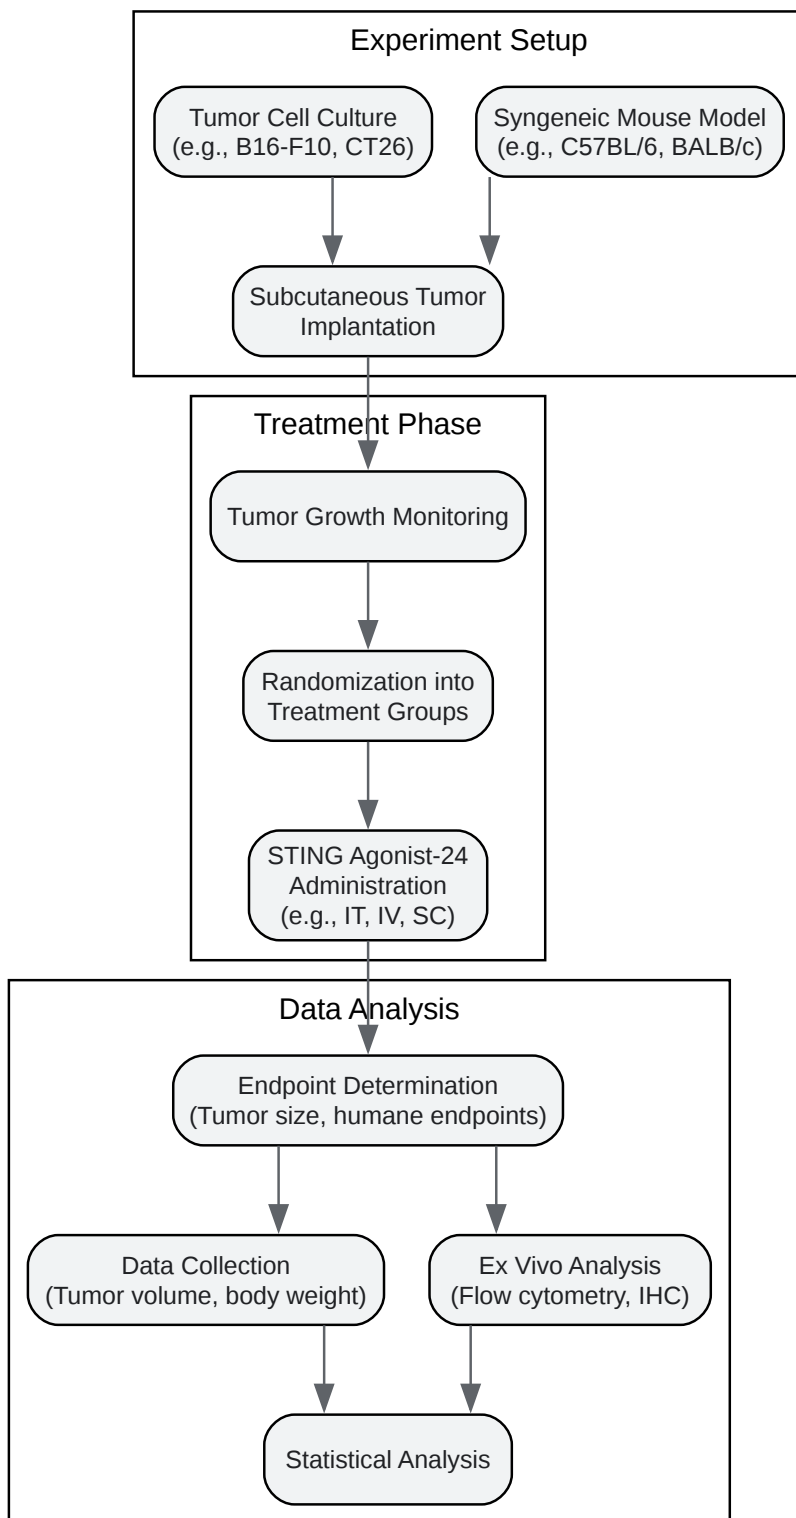 Experiment Setup
Tumor Cell Culture
(e.g., B16-F10, CT26)
Syngeneic Mouse Model
(e.g., C57BL/6, BALB/c)
Subcutaneous Tumor
Implantation
Treatment Phase
Tumor Growth Monitoring
Randomization into
Treatment Groups
STING Agonist-24
Administration
(e.g., IT, IV, SC)
Data Analysis
Endpoint Determination
(Tumor size, humane endpoints)
Data Collection
(Tumor volume, body weight)
Ex Vivo Analysis
(Flow cytometry, IHC)
Statistical Analysis